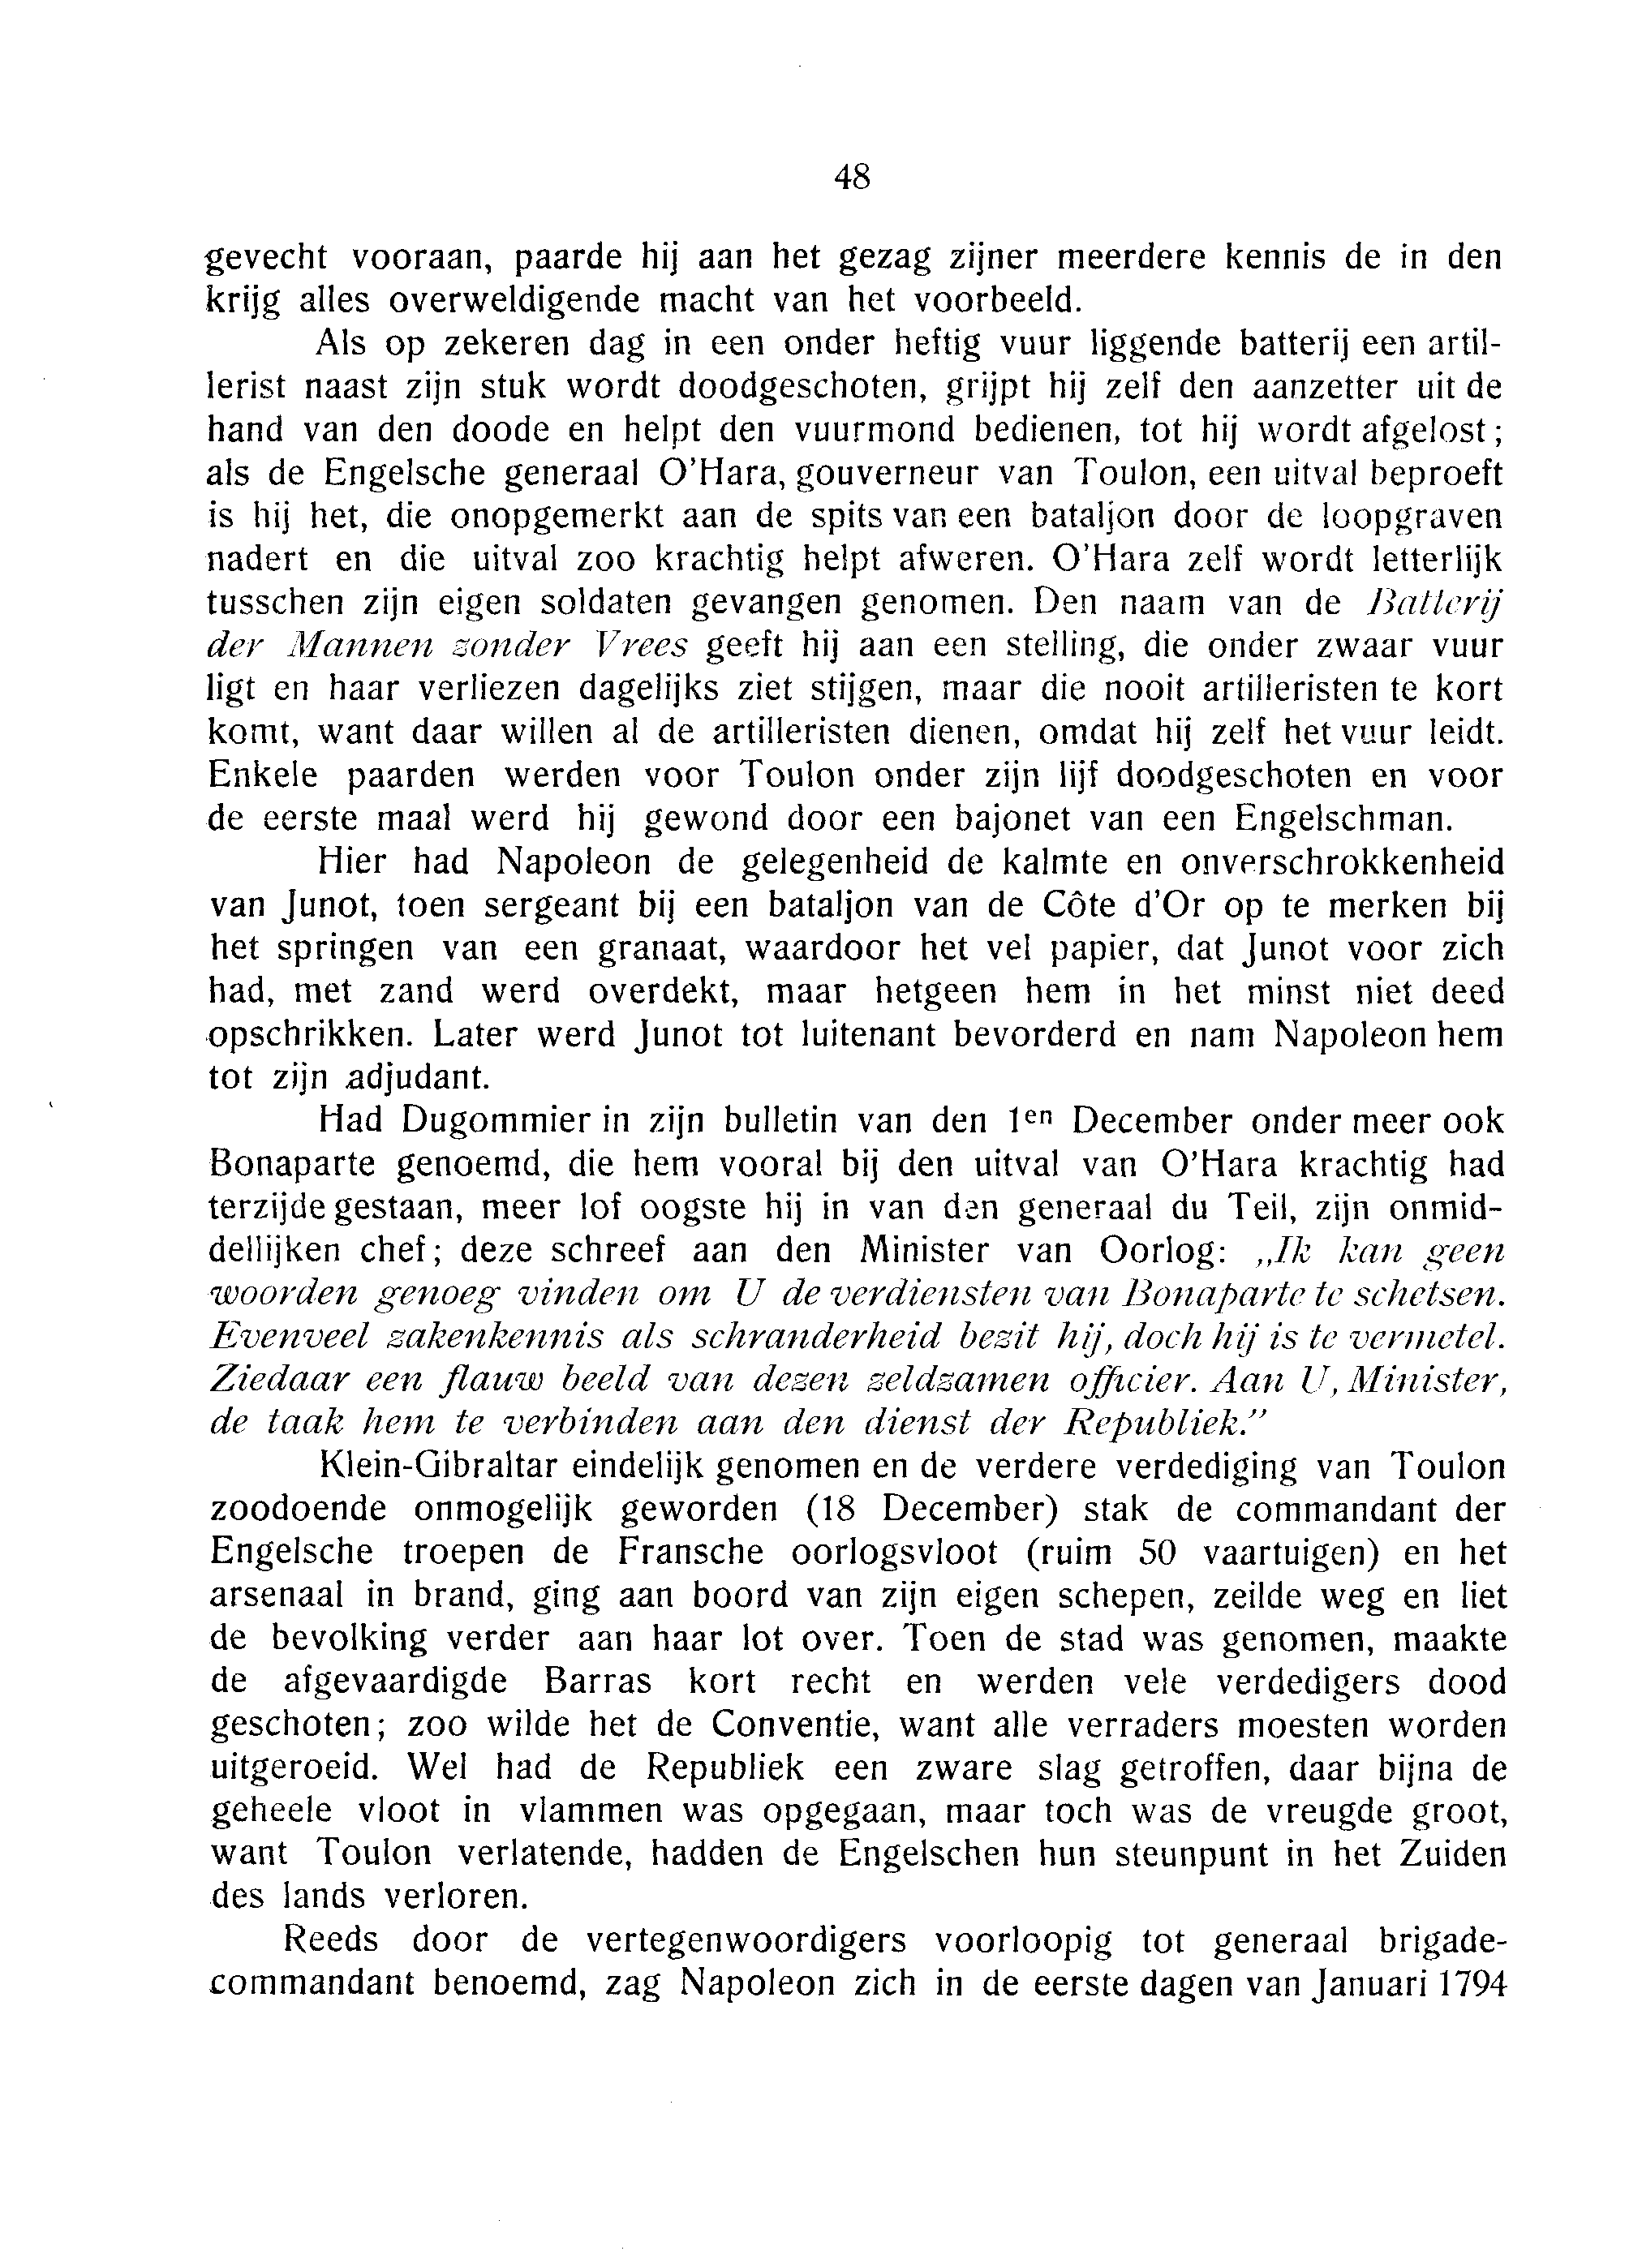 48
gevecht vooraan, paarde hij aan het gezag zijner meerdere kennis de in den
krijg alles overweldigende macht van het voorbeeld.
Als op zekeren dag in een onder heftig vuur liggende batterij een artil-
lerist naast zijn stuk wordt doodgeschoten, grijpt hij zelf den aanzetter uit de
hand van den doode en helpt den vuurmond bedienen, tot hij wordt afgelost;
als de Engelsche generaal O'Hara, gouverneur van Toulon, een uitval beproeft
is hij het, die onopgemerkt aan de spits van een bataljon door de loopgraven
nadert en die uitval zoo krachtig helpt afweren. O'Hara zelf wordt letterlijk
tusschen zijn eigen soldaten gevangen genomen. Den naam van de Batterij
der Mannen zonder Vrees geeft hij aan een stelling, die onder zwaar vuur
ligt en haar verliezen dagelijks ziet stijgen, maar die nooit artilleristen te kort
komt, want daar willen al de artilleristen dienen, omdat hij zelf het vuur leidt.
Enkele paarden werden voor Toulon onder zijn lijf doodgeschoten en voor
de eerste maal werd hij gewond door een bajonet van een Engelschman.
Hier had Napoleon de gelegenheid de kalmte en onverschrokkenheid
van Junot, toen sergeant bij een bataljon van de Côte d'Or op te merken bij
het springen van een granaat, waardoor het vel papier, dat Junot voor zich
had, met zand werd overdekt, maar hetgeen hem in het minst niet deed
opschrikken. Later werd Junot tot luitenant bevorderd en nam Napoleon hem
tot zijn adjudant.
Had Dugommier in zijn bulletin van den 1en December onder meer ook
Bonaparte genoemd, die hem vooral bij den uitval van O'Hara krachtig had
terzijde gestaan, meer lof oogste hij in van den generaal du Teil, zijn onmid-
dellijken chef; deze schreef aan den Minister van Oorlog: „Ik kan geen
woorden genoeg vinden om U de verdiensten van Bonaparte te schetsen.
Evenveel zakenkennis als schranderheid bezit hij, doch hij is te vermetel.
Ziedaar een flauw beeld van dezen zeldzamen officier. Aan U, Minister,
de taak hem te verbinden aan den dienst der Republiek.”
Klein-Gibraltar eindelijk genomen en de verdere verdediging van Toulon
zoodoende onmogelijk geworden (18 December) stak de commandant der
Engelsche troepen de Fransche oorlogsvloot (ruim 50 vaartuigen) en het
arsenaal in brand, ging aan boord van zijn eigen schepen, zeilde weg en liet
de bevolking verder aan haar lot over. Toen de stad was genomen, maakte
de afgevaardigde Barras kort recht en werden vele verdedigers dood
geschoten; zoo wilde het de Conventie, want alle verraders moesten worden
uitgeroeid. Wel had de Republiek een zware slag getroffen, daar bijna de
geheele vloot in vlammen was opgegaan, maar toch was de vreugde groot,
want Toulon verlatende, hadden de Engelschen hun steunpunt in het Zuiden
des lands verloren.
Reeds door de vertegenwoordigers voorloopig tot generaal brigade-
commandant benoemd, zag Napoleon zich in de eerste dagen van Januari 1794